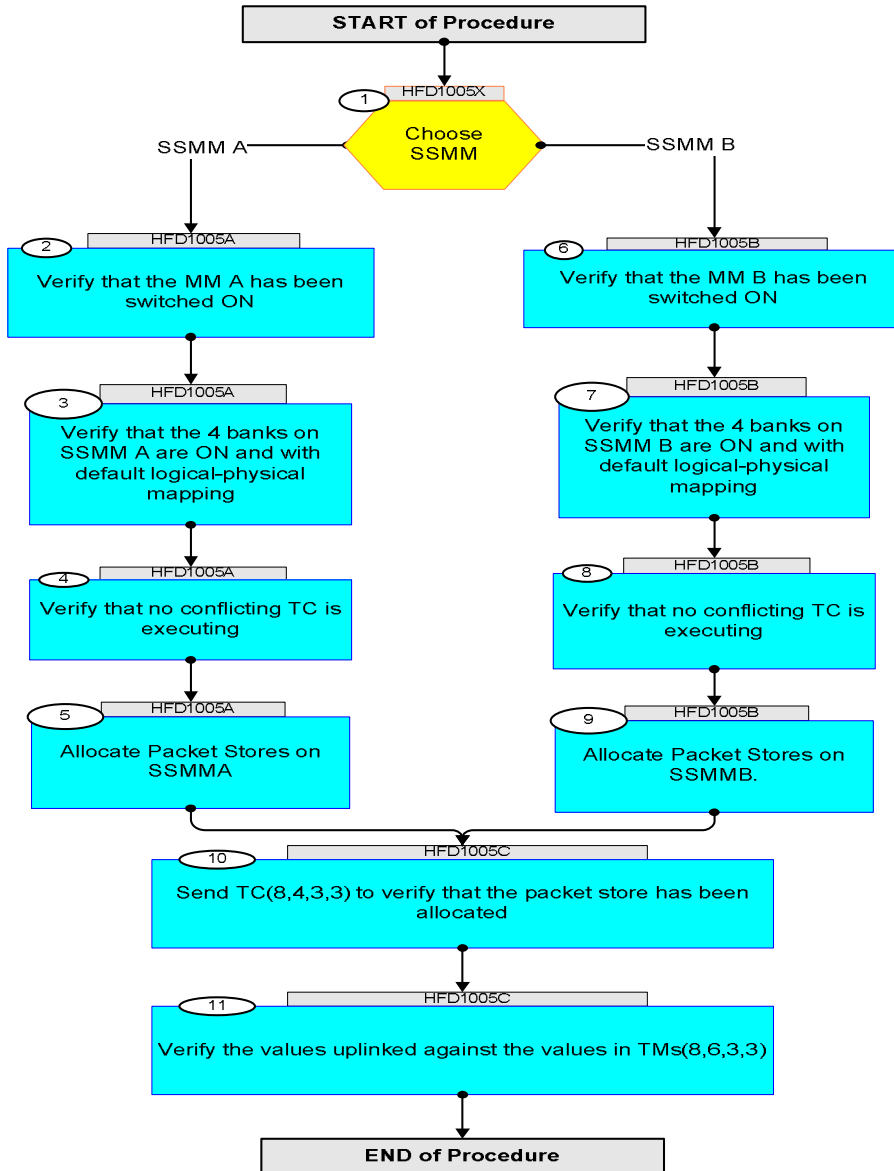 START of Procedure
HFD1005X
1
Choose
SSMM
SSMM A
SSMM B
HFD1005A
2
Verify that the MM A has been
switched ON
HFD1005A
3
Verify that the 4 banks on
SSMM A are ON and with
default logical-physical
mapping
HFD1005A
4
Verify that no conflicting TC is
executing
HFD1005A
5
Allocate Packet Stores on
SSMMA
HFD1005B
6
Verify that the MM B has been
switched ON
HFD1005B
7
Verify that the 4 banks on
SSMM B are ON and with
default logical-physical
mapping
HFD1005B
8
Verify that no conflicting TC is
executing
HFD1005B
9
Allocate Packet Stores on
SSMMB.
HFD1005C
10
Send TC(8,4,3,3) to verify that the packet store has been
allocated
HFD1005C
11
Verify the values uplinked against the values in TMs(8,6,3,3)
END of Procedure